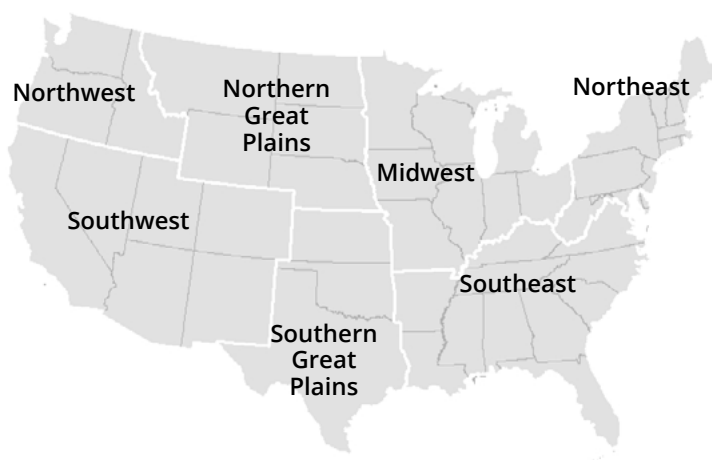 Northwest
Northern
Great
Plains
Northeast
Midwest
Southwest
Southeast
Southern
Great
Plains